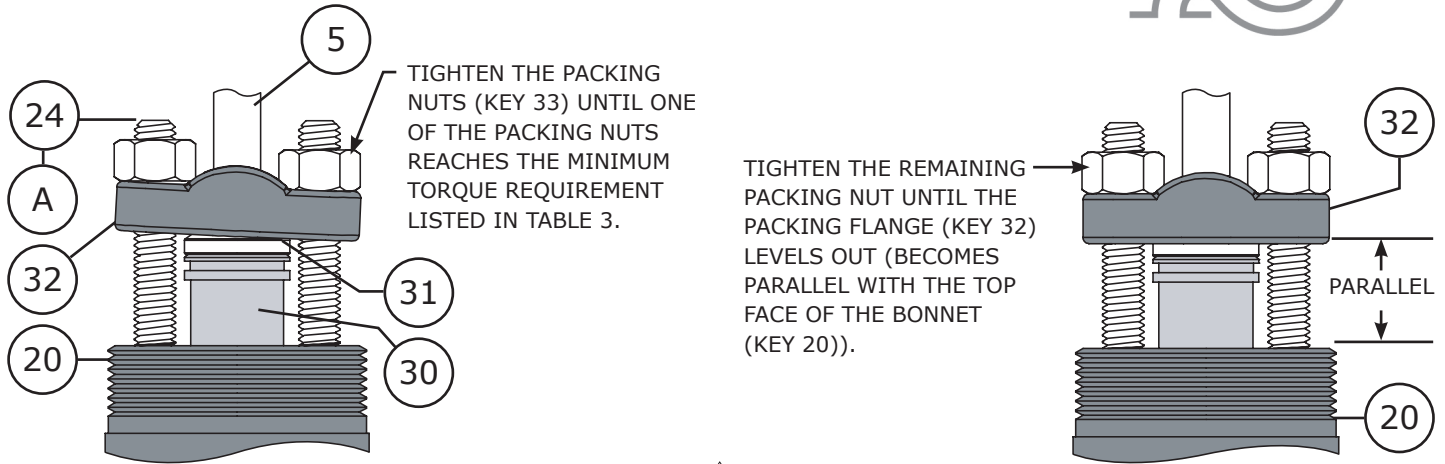 5
24
A
32
20
31
30
TIGHTEN THE PACKING
NUTS (KEY 33) UNTIL ONE
OF THE PACKING NUTS
REACHES THE MINIMUM
TORQUE REQUIREMENT
LISTED IN TABLE 3.
TIGHTEN THE REMAINING
PACKING NUT UNTIL THE
PACKING FLANGE (KEY 32)
LEVELS OUT (BECOMES
PARALLEL WITH THE TOP
FACE OF THE BONNET
(KEY 20)).
32
PARALLEL
20